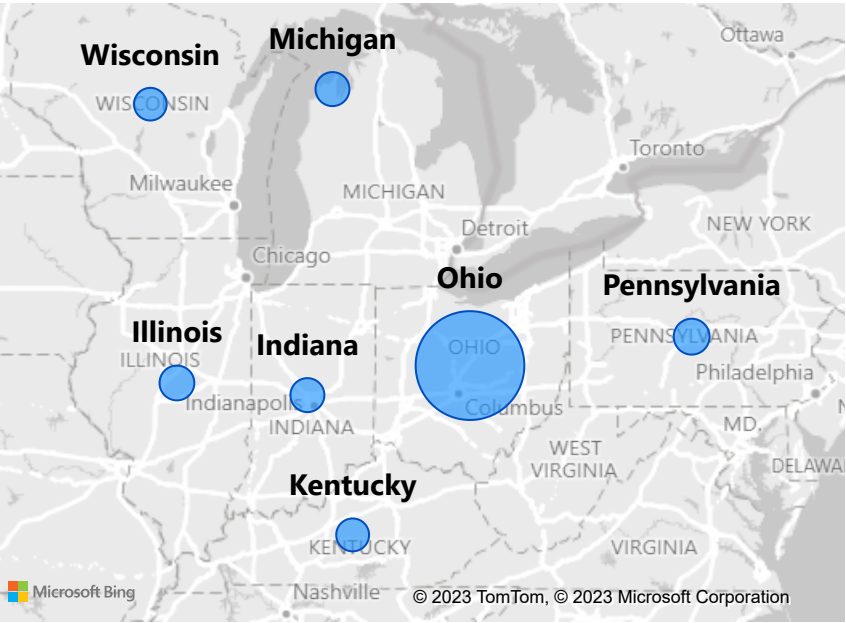 Michigan
Ottawa
Wisconsin
WISCONSIN
Toronto
Milwaukee
MICHIGAN
NEW YORK
Detroit
Chicago
Ohio
Pennsylvania
Illinois
Indiana
OHIO
PENNSYLVANIA
ILLINOIS
Philadelphia
Indianapolis
Columbus
INDIANA
MD.
WEST
VIRGINIA
DELAWA
Kentucky
KENTUCKY
VIRGINIA
Microsoft Bing
Nashville
© 2023 TomTom, © 2023 Microsoft Corporation